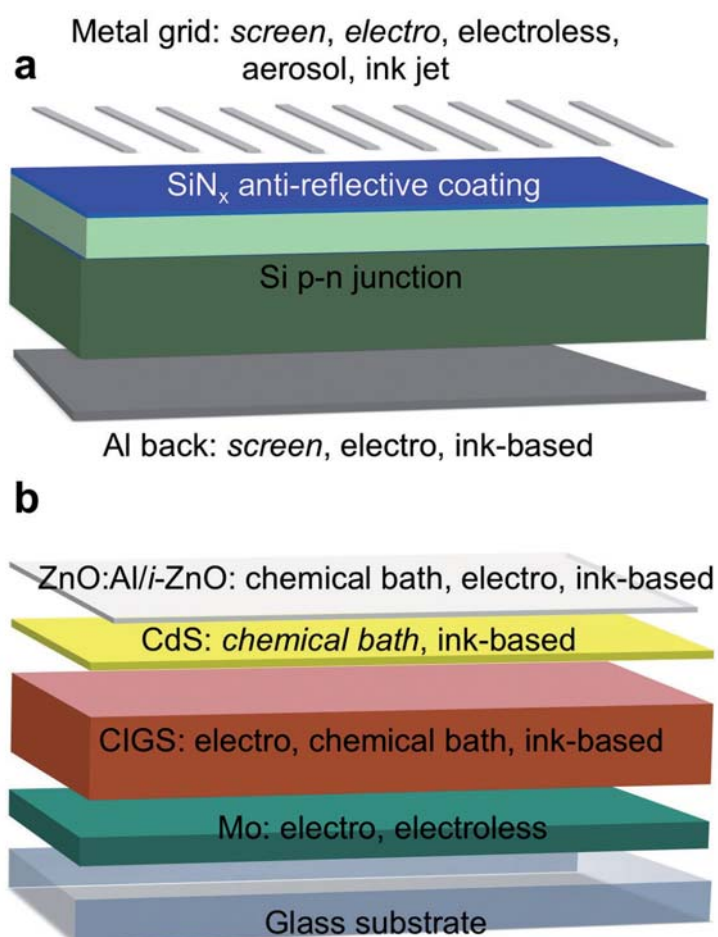 Metal grid: screen, electro, electroless,
a
aerosol, ink jet
SiNx anti-reflective coating
Si p-n junction
Al back: screen, electro, ink-based
b
ZnO:Al/i-ZnO: chemical bath, electro, ink-based
CdS: chemical bath, ink-based
CIGS: electro, chemical bath, ink-based
Mo: electro, electroless
Glass substrate